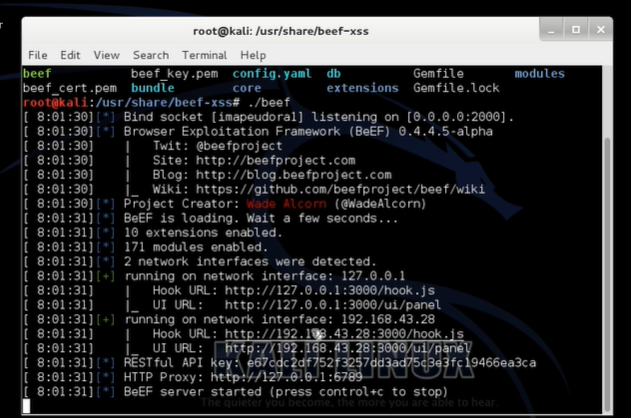 root@kali: /usr/share/beef-xss
File Edit View Search Terminal Help
beef beef_key.pem config.yaml db Gemfile modules
beef_cert.pem bundle core extensions Gemfile.lock
root@kali:/usr/share/beef-xss# ./beef
[ 8:01:30][*] Bind socket [imapeudora1] listening on [0.0.0.0:2000].
[ 8:01:30][*] Browser Exploitation Framework (BeEF) 0.4.4.5-alpha
[ 8:01:30] | Twit: @beefproject
[ 8:01:30] | Site: http://beefproject.com
[ 8:01:30] | Blog: http://blog.beefproject.com
[ 8:01:30] |_ Wiki: https://github.com/beefproject/beef/wiki
[ 8:01:30][*] Project Creator: Wade Alcorn (@WadeAlcorn)
[ 8:01:31][*] BeEF is loading. Wait a few seconds...
[ 8:01:31][*] 10 extensions enabled.
[ 8:01:31][*] 171 modules enabled.
[ 8:01:31][*] 2 network interfaces were detected.
[ 8:01:31][+] running on network interface: 127.0.0.1
[ 8:01:31] | Hook URL: http://127.0.0.1:3000/hook.js
[ 8:01:31] |_ UI URL: http://127.0.0.1:3000/ui/panel
[ 8:01:31][+] running on network interface: 192.168.43.28
[ 8:01:31] | Hook URL: http://192.168.43.28:3000/hook.js
[ 8:01:31] |_ UI URL: http://192.168.43.28:3000/ui/panel
[ 8:01:31][*] RESTful API key:
[ 8:01:31][*] HTTP Proxy: http://127.0.0.1:6789
[ 8:01:31][*] BeEF server started (press control+c to stop)
KALI LINUX
The quieter you become, the more you are able to hear.